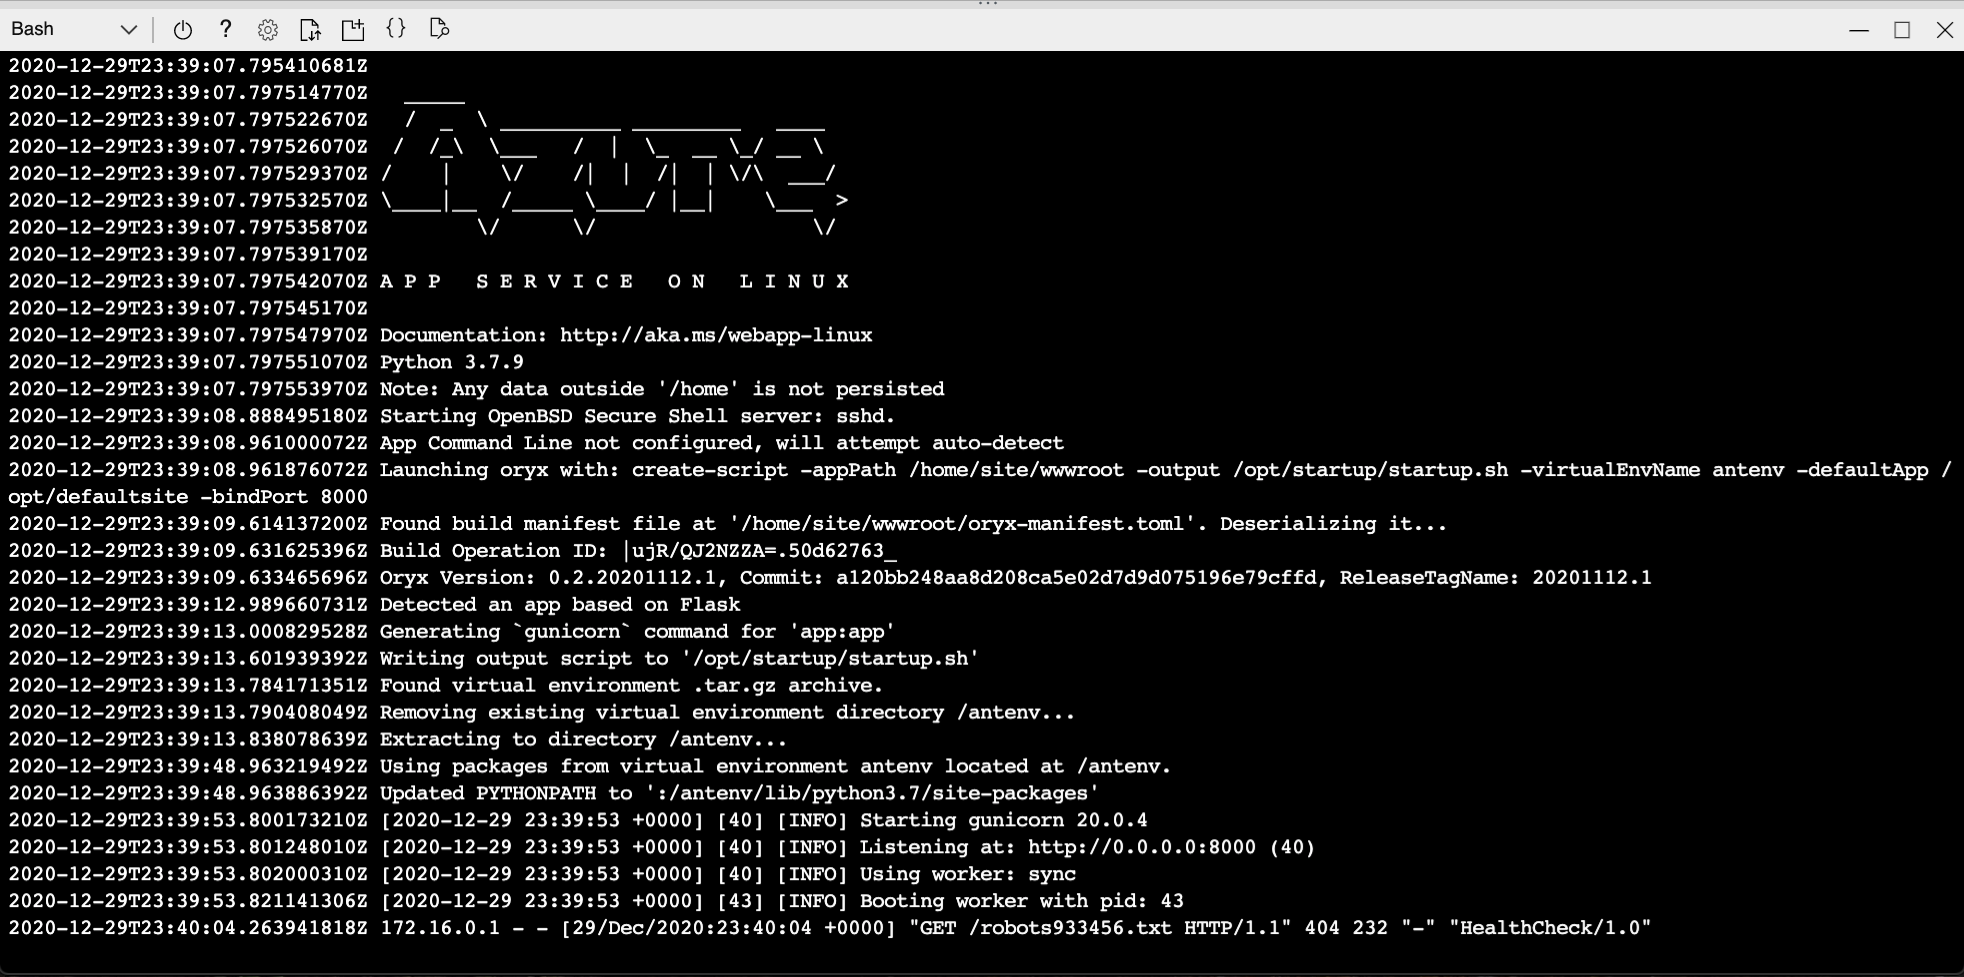 Bash
2020-12-29T23:39:07.795410681Z
2020-12-29T23:39:07.797514770Z   _____
2020-12-29T23:39:07.797522670Z   /  _  \ __________ _________   ____
2020-12-29T23:39:07.797526070Z  /  /_\  \___   /  |   \_  __ \_/ __ \
2020-12-29T23:39:07.797529370Z /    |    \/    /|  |  /|  | \/\  ___/
2020-12-29T23:39:07.797532570Z \____|__  /_____ \____/ |__|    \___  >
2020-12-29T23:39:07.797535870Z         \/      \/                  \/
2020-12-29T23:39:07.797539170Z
2020-12-29T23:39:07.797542070Z A P P   S E R V I C E   O N   L I N U X
2020-12-29T23:39:07.797545170Z
2020-12-29T23:39:07.797547970Z Documentation: http://aka.ms/webapp-linux
2020-12-29T23:39:07.797551070Z Python 3.7.9
2020-12-29T23:39:07.797553970Z Note: Any data outside '/home' is not persisted
2020-12-29T23:39:08.888495180Z Starting OpenBSD Secure Shell server: sshd.
2020-12-29T23:39:08.961000072Z App Command Line not configured, will attempt auto-detect
2020-12-29T23:39:08.961876072Z Launching oryx with: create-script -appPath /home/site/wwwroot -output /opt/startup/startup.sh -virtualEnvName antenv -defaultApp /
opt/defaultsite -bindPort 8000
2020-12-29T23:39:09.614137200Z Found build manifest file at '/home/site/wwwroot/oryx-manifest.toml'. Deserializing it...
2020-12-29T23:39:09.631625396Z Build Operation ID: |ujR/QJ2NZZA=.50d62763_
2020-12-29T23:39:09.633465696Z Oryx Version: 0.2.20201112.1, Commit: a120bb248aa8d208ca5e02d7d9d075196e79cffd, ReleaseTagName: 20201112.1
2020-12-29T23:39:12.989660731Z Detected an app based on Flask
2020-12-29T23:39:13.000829528Z Generating `gunicorn` command for 'app:app'
2020-12-29T23:39:13.601939392Z Writing output script to '/opt/startup/startup.sh'
2020-12-29T23:39:13.784171351Z Found virtual environment .tar.gz archive.
2020-12-29T23:39:13.790408049Z Removing existing virtual environment directory /antenv...
2020-12-29T23:39:13.838078639Z Extracting to directory /antenv...
2020-12-29T23:39:48.963219492Z Using packages from virtual environment antenv located at /antenv.
2020-12-29T23:39:48.963886392Z Updated PYTHONPATH to ':/antenv/lib/python3.7/site-packages'
2020-12-29T23:39:53.800173210Z [2020-12-29 23:39:53 +0000] [40] [INFO] Starting gunicorn 20.0.4
2020-12-29T23:39:53.801248010Z [2020-12-29 23:39:53 +0000] [40] [INFO] Listening at: http://0.0.0.0:8000 (40)
2020-12-29T23:39:53.802000310Z [2020-12-29 23:39:53 +0000] [40] [INFO] Using worker: sync
2020-12-29T23:39:53.821141306Z [2020-12-29 23:39:53 +0000] [43] [INFO] Booting worker with pid: 43
2020-12-29T23:40:04.263941818Z 172.16.0.1 - - [29/Dec/2020:23:40:04 +0000] "GET /robots933456.txt HTTP/1.1" 404 232 "-" "HealthCheck/1.0"